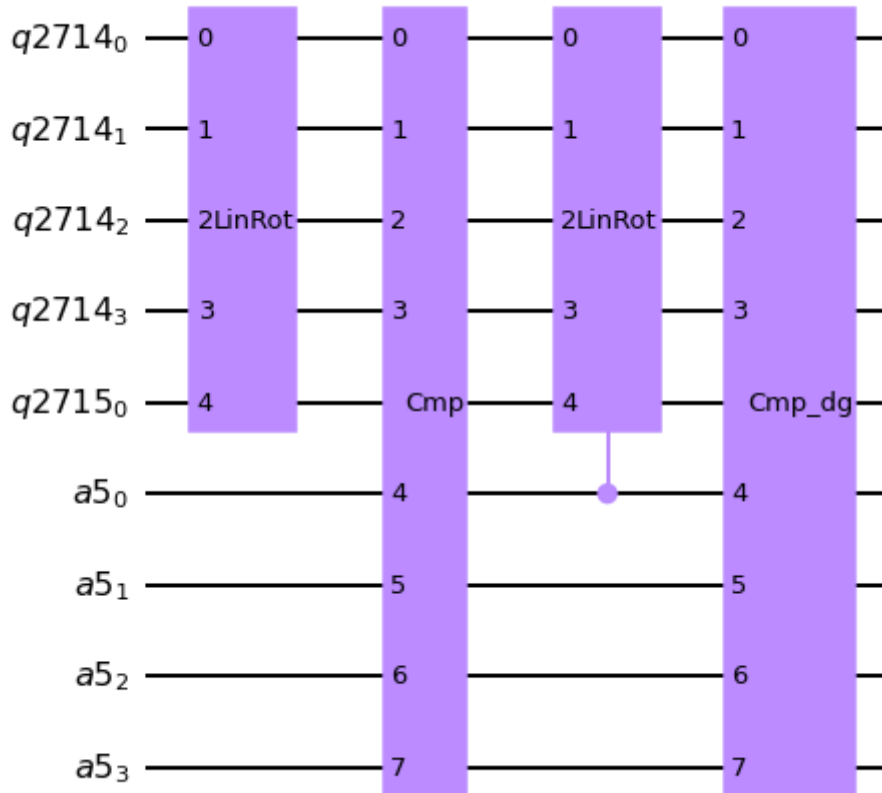 q2714₀ 0 0 0 0
q2714₁ 1 1 1 1
q2714₂ 2LinRot 2 2LinRot 2
q2714₃ 3 3 3 3
q2715₀ 4 Cmp 4 Cmp_dg
a5₀ 4 4
a5₁ 5 5
a5₂ 6 6
a5₃ 7 7